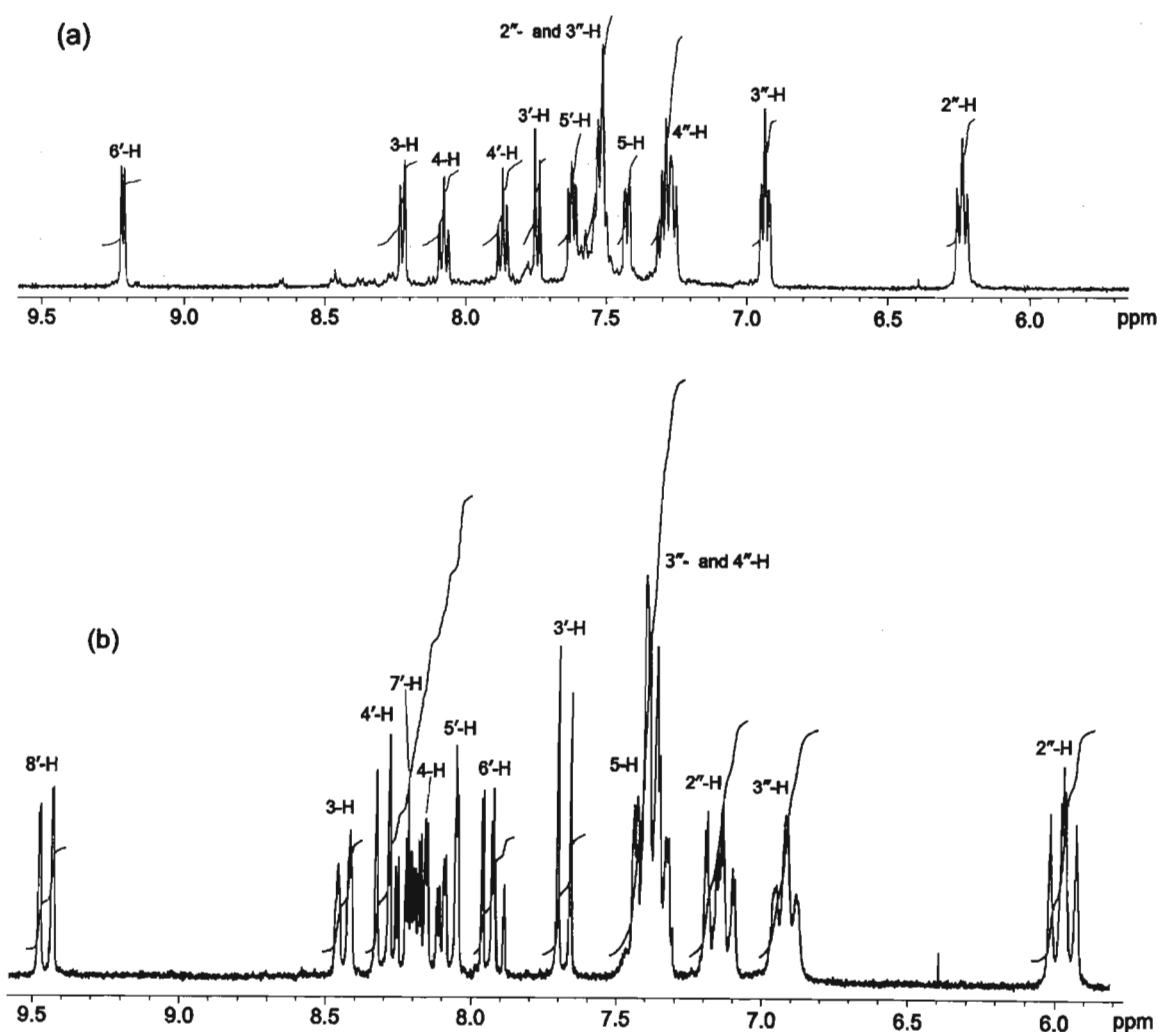 (a)
2″- and 3″-H
6′-H
3-H
4-H
4′-H
3′-H
5′-H
5-H
4″-H
3″-H
2″-H
9.5 9.0 8.5 8.0 7.5 7.0 6.5 6.0 ppm
(b)
8′-H
3-H
4′-H
7′-H
4-H
5′-H
6′-H
3′-H
5-H
3″- and 4″-H
2″-H
3″-H
2″-H
9.5 9.0 8.5 8.0 7.5 7.0 6.5 6.0 ppm